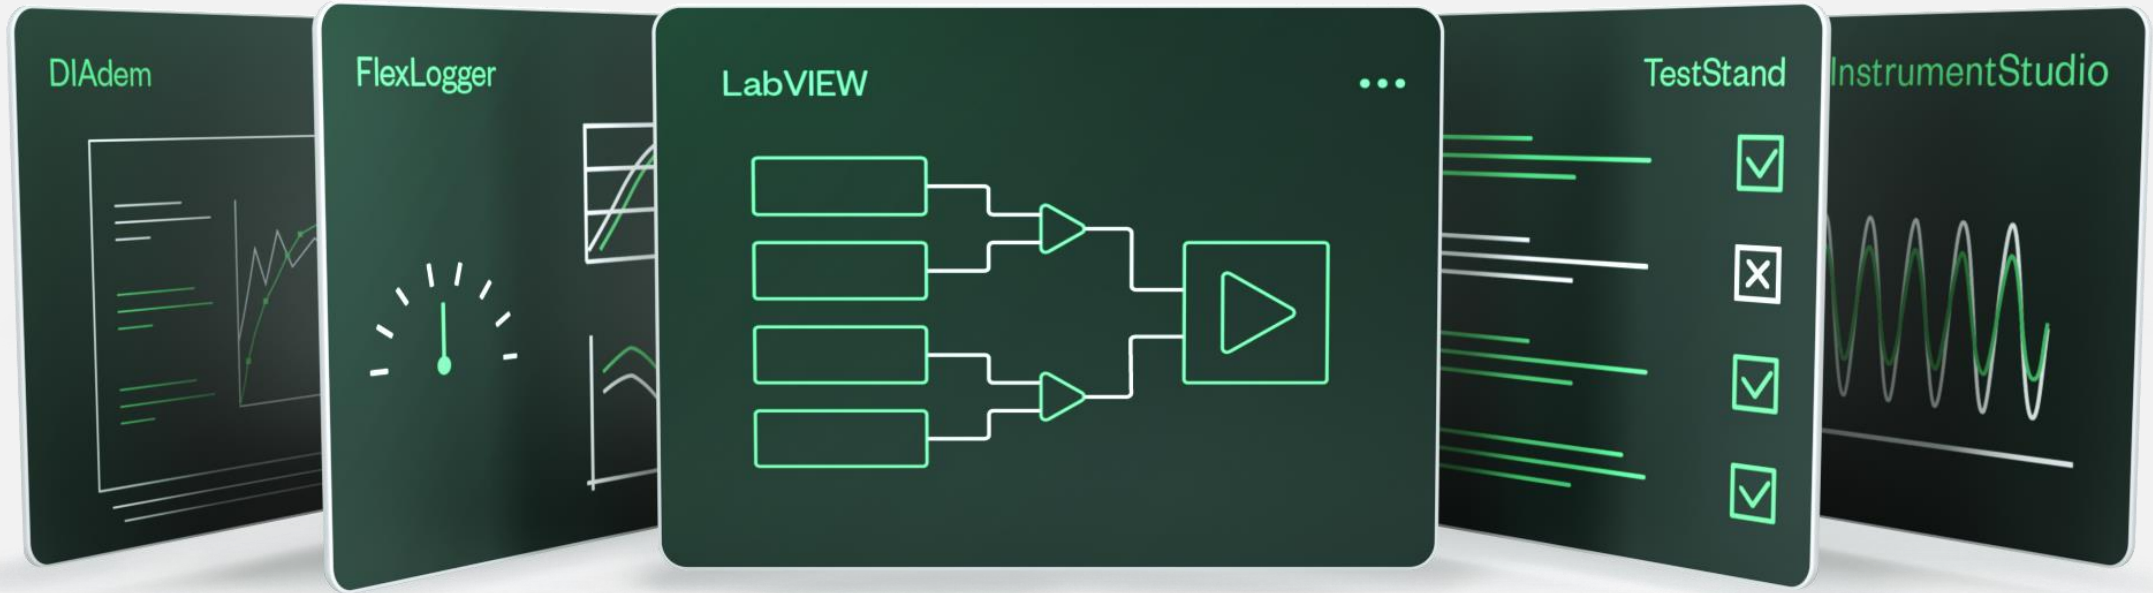 DIAdem
FlexLogger
LabVIEW
TestStand
InstrumentStudio